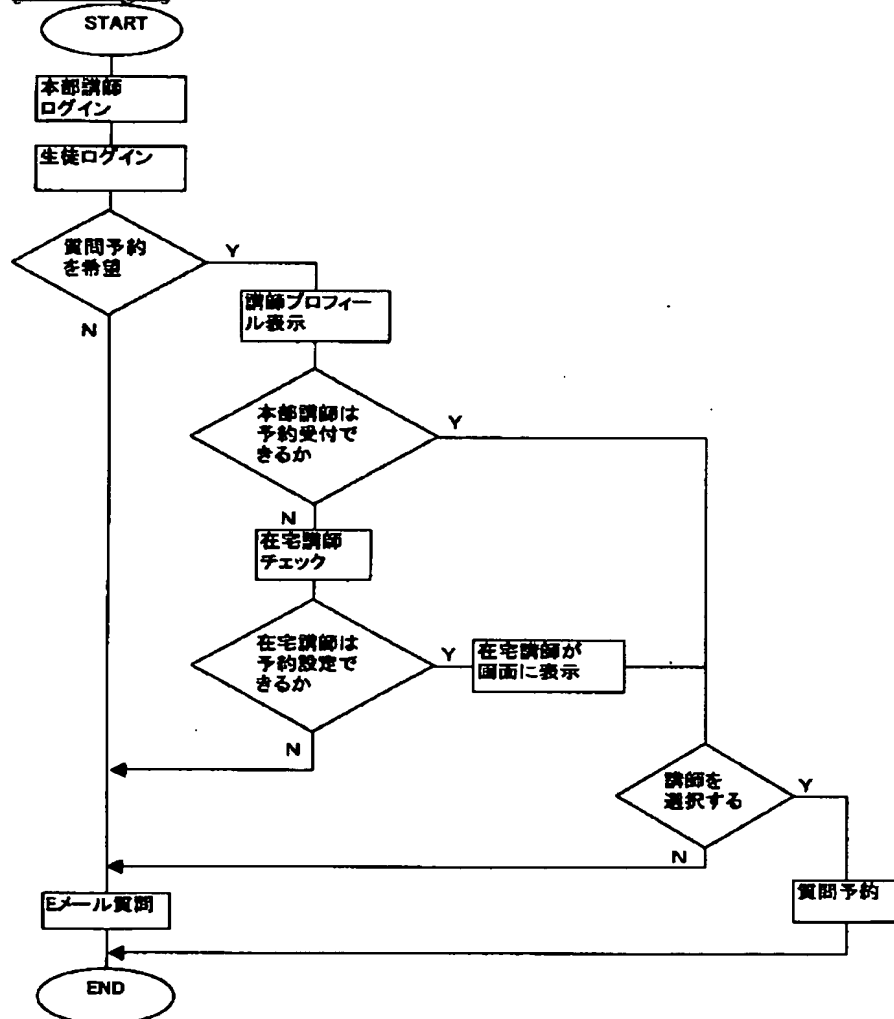 START
本部講師
ログイン
生徒ログイン
質問予約
を希望
Y
N
講師プロフィー
ル表示
本部講師は
予約受付で
きるか
Y
N
在宅講師
チェック
在宅講師は
予約設定で
きるか
Y
在宅講師が
画面に表示
N
講師を
選択する
Y
N
Eメール質問
質問予約
END